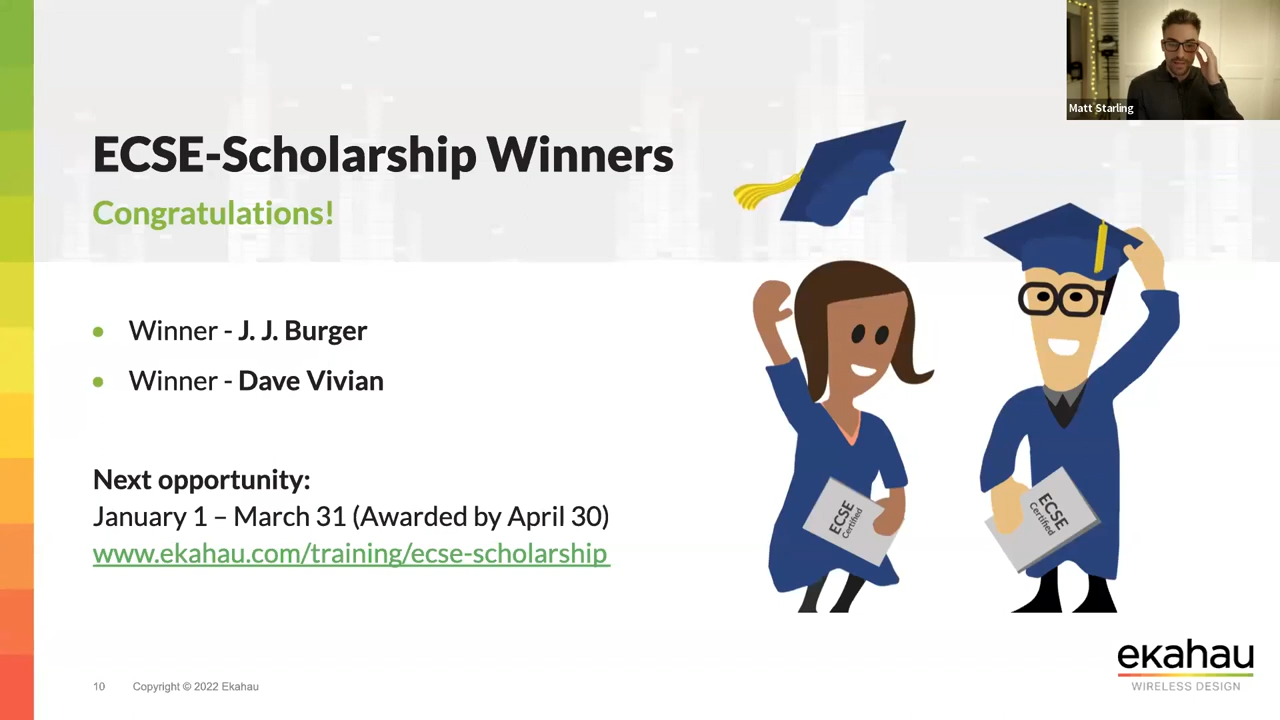 Matt Starling
ECSE-Scholarship Winners
Congratulations!
Winner - J. J. Burger
Winner - Dave Vivian
Next opportunity:
January 1 – March 31 (Awarded by April 30)
www.ekahau.com/training/ecse-scholarship
ECSE
Certified
ECSE
Certified
ekahau
WIRELESS DESIGN
10
Copyright © 2022 Ekahau